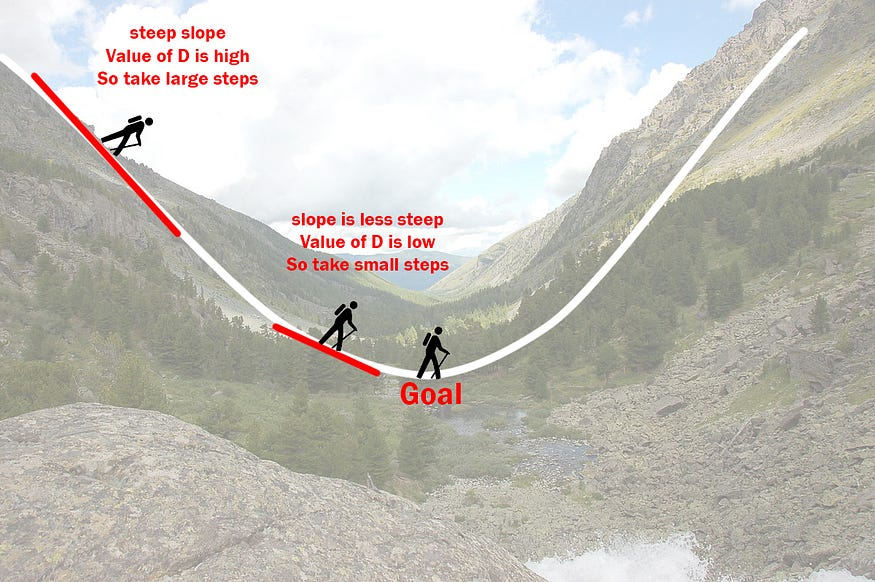 steep slope
Value of D is high
So take large steps
slope is less steep
Value of D is low
So take small steps
Goal